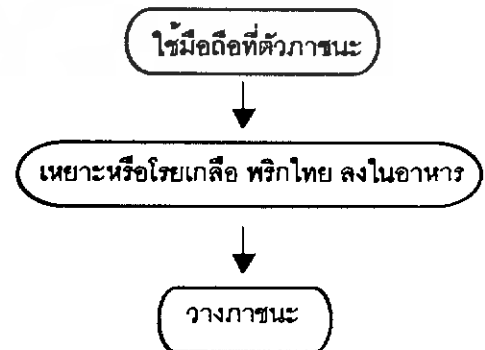 ใช้มือถือที่ตัวภาชนะ
เหยาะหรือโรยเกลือ พริกไทย ลงในอาหาร
วางภาชนะ